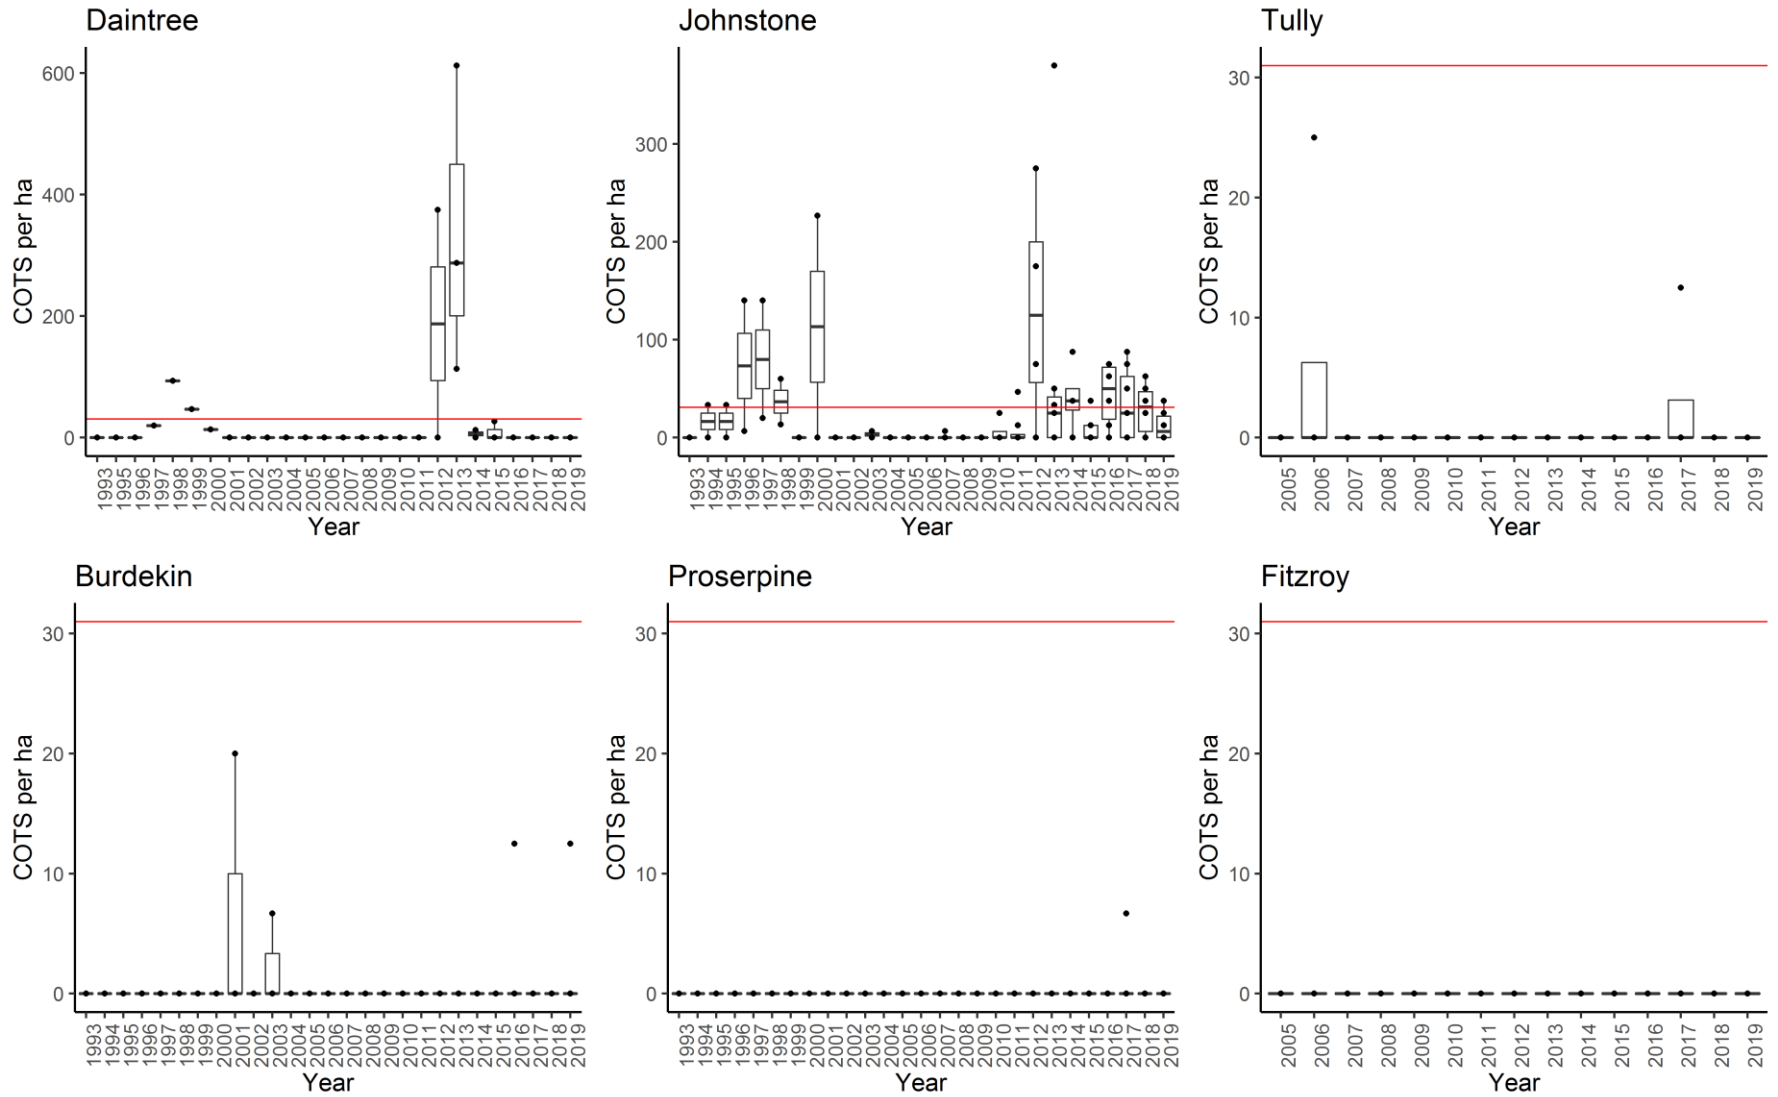 Daintree
COTS per ha
600
400
200
0
1993 1995 1996 1997 1998 1999 2000 2001 2002 2003 2004 2005 2006 2007 2008 2009 2010 2011 2012 2013 2014 2015 2016 2017 2018 2019
Year
Johnstone
COTS per ha
300
200
100
0
1993 1994 1995 1996 1997 1998 1999 2000 2001 2002 2003 2004 2005 2006 2007 2008 2009 2010 2011 2012 2013 2014 2015 2016 2017 2018 2019
Year
Tully
COTS per ha
30
20
10
0
2005 2006 2007 2008 2009 2010 2011 2012 2013 2014 2015 2016 2017 2018 2019
Year
Burdekin
COTS per ha
30
20
10
0
1993 1994 1995 1996 1997 1998 1999 2000 2001 2002 2003 2004 2005 2006 2007 2008 2009 2010 2011 2012 2013 2014 2015 2016 2017 2018 2019
Year
Proserpine
COTS per ha
30
20
10
0
1993 1994 1995 1996 1997 1998 1999 2000 2001 2002 2003 2004 2005 2006 2007 2008 2009 2010 2011 2012 2013 2014 2015 2016 2017 2018 2019
Year
Fitzroy
COTS per ha
30
20
10
0
2005 2006 2007 2008 2009 2010 2011 2012 2013 2014 2015 2016 2017 2018 2019
Year